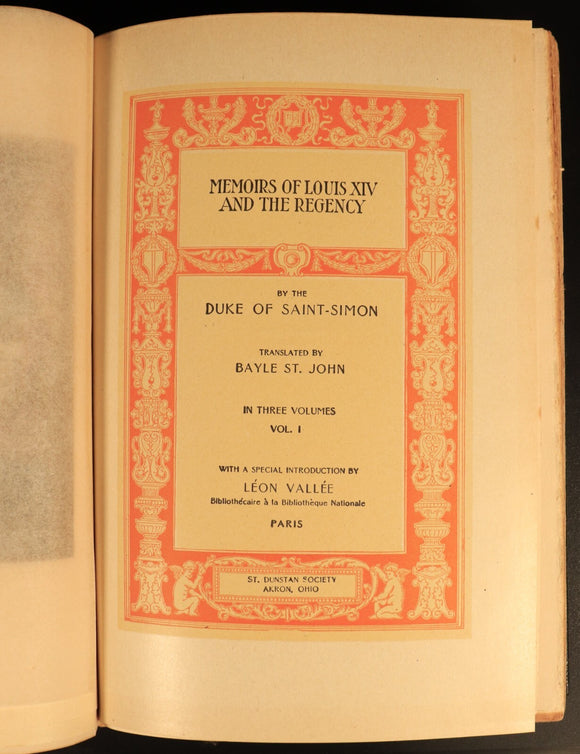 MEMOIRS OF LOUIS XIV
AND THE REGENCY
BY THE
DUKE OF SAINT-SIMON
TRANSLATED BY
BAYLE ST. JOHN
IN THREE VOLUMES
VOL. I
WITH A SPECIAL INTRODUCTION BY
LÉON VALLÉE
Bibliothécaire à la Bibliothèque Nationale
PARIS
ST. DUNSTAN SOCIETY
AKRON, OHIO